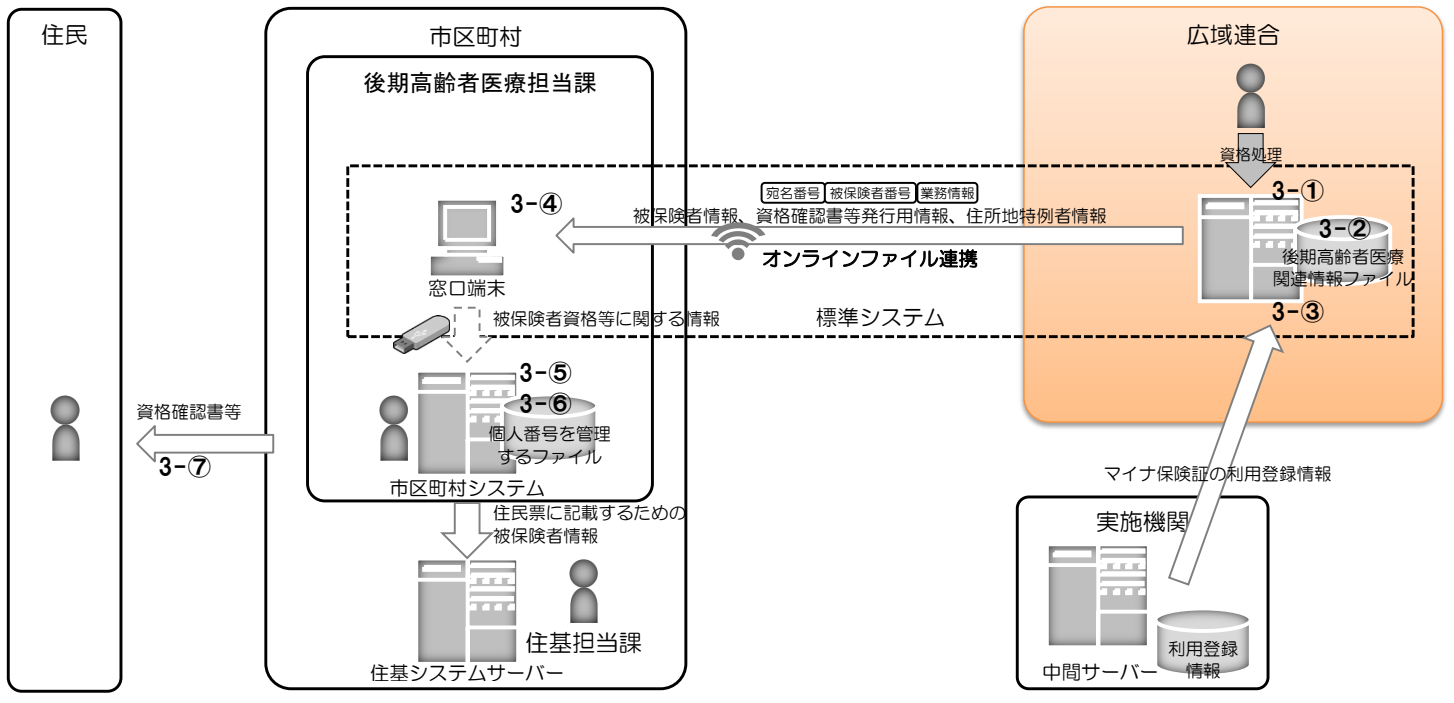 住民
市区町村
広域連合
後期高齢者医療担当課
資格処理
宛名番号 被保険者番号 業務情報
3-①
3-④
被保険者情報、資格確認書等発行用情報、住所地特例者情報
3-②
オンラインファイル連携
後期高齢者医療
関連情報ファイル
窓口端末
被保険者資格等に関する情報
標準システム
3-③
3-⑤
3-⑥
資格確認書等
個人番号を管理
するファイル
3-⑦
マイナ保険証の利用登録情報
市区町村システム
住民票に記載するための
被保険者情報
実施機関
住基担当課
利用登録
情報
住基システムサーバー
中間サーバー